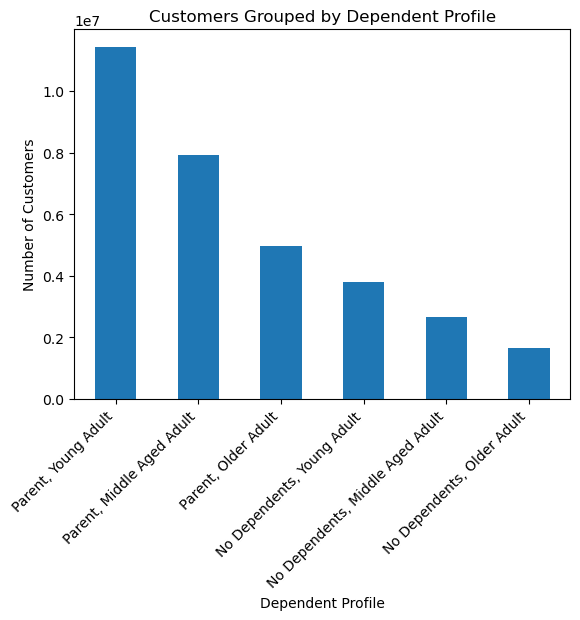 Customers Grouped by Dependent Profile
1e7
1.0
0.8
0.6
0.4
0.2
0.0
Number of Customers
Parent, Young Adult
Parent, Middle Aged Adult
Parent, Older Adult
No Dependents, Young Adult
No Dependents, Middle Aged Adult
No Dependents, Older Adult
Dependent Profile